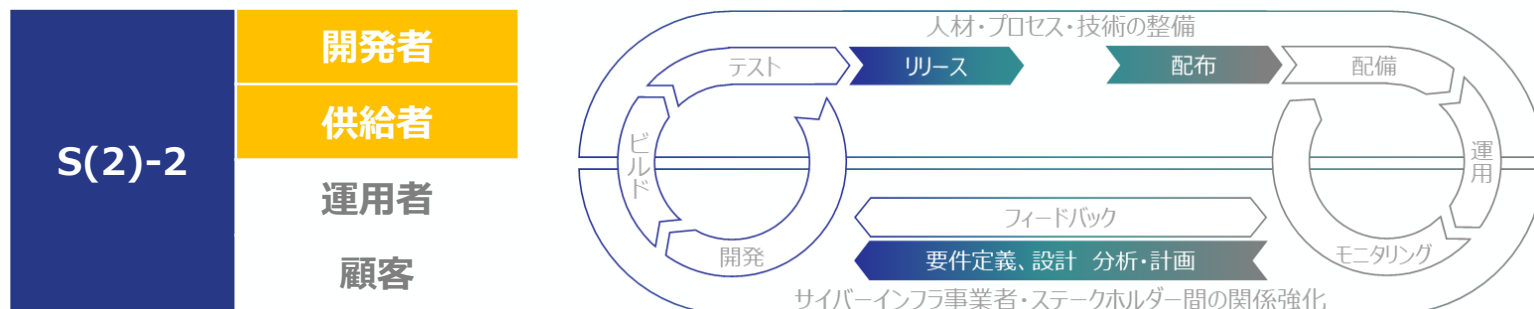 S(2)-2
開発者
供給者
運用者
顧客
人材・プロセス・技術の整備
テスト
リリース
配布
配備
ビルド
運用
フィードバック
開発
要件定義、設計 分析・計画
モニタリング
サイバーインフラ事業者・ステークホルダー間の関係強化